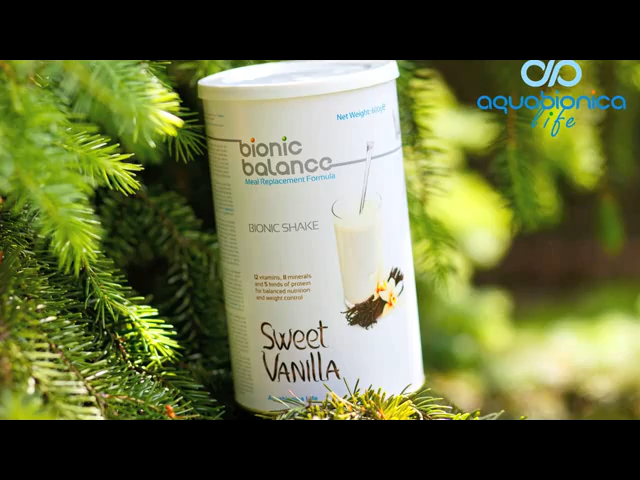 aquabionica
life
Net Weight: 600g℮
bionic
balance
Meal Replacement Formula
BIONIC SHAKE
12 vitamins, 8 minerals
and 5 kinds of protein
for balanced nutrition
and weight control
Sweet
VANILLA